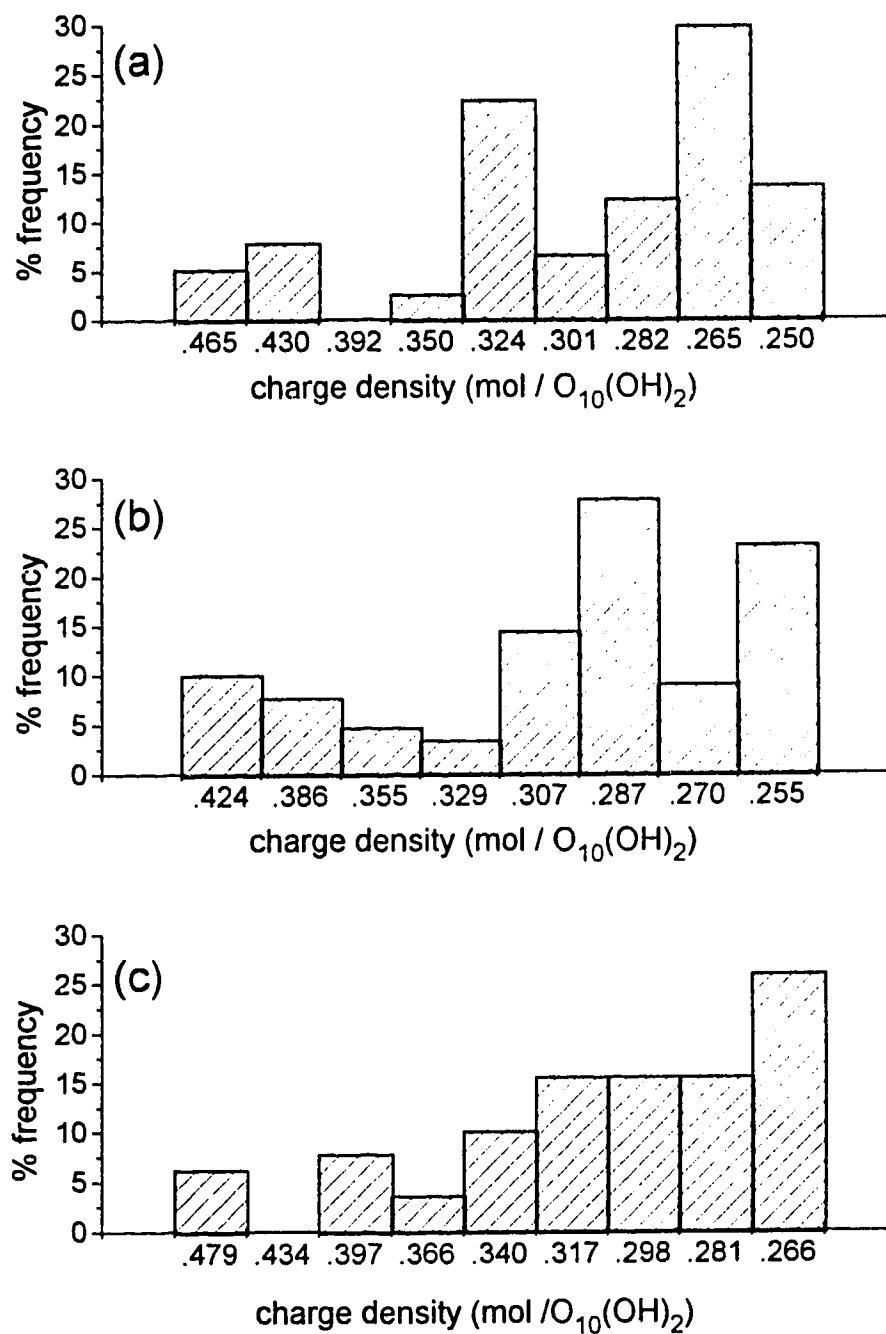 30
(a)
25
20
15
10
5
0
% frequency
.465 .430 .392 .350 .324 .301 .282 .265 .250
charge density (mol / O₁₀(OH)₂)
30
(b)
25
20
15
10
5
0
% frequency
.424 .386 .355 .329 .307 .287 .270 .255
charge density (mol / O₁₀(OH)₂)
30
(c)
25
20
15
10
5
0
% frequency
.479 .434 .397 .366 .340 .317 .298 .281 .266
charge density (mol /O₁₀(OH)₂)